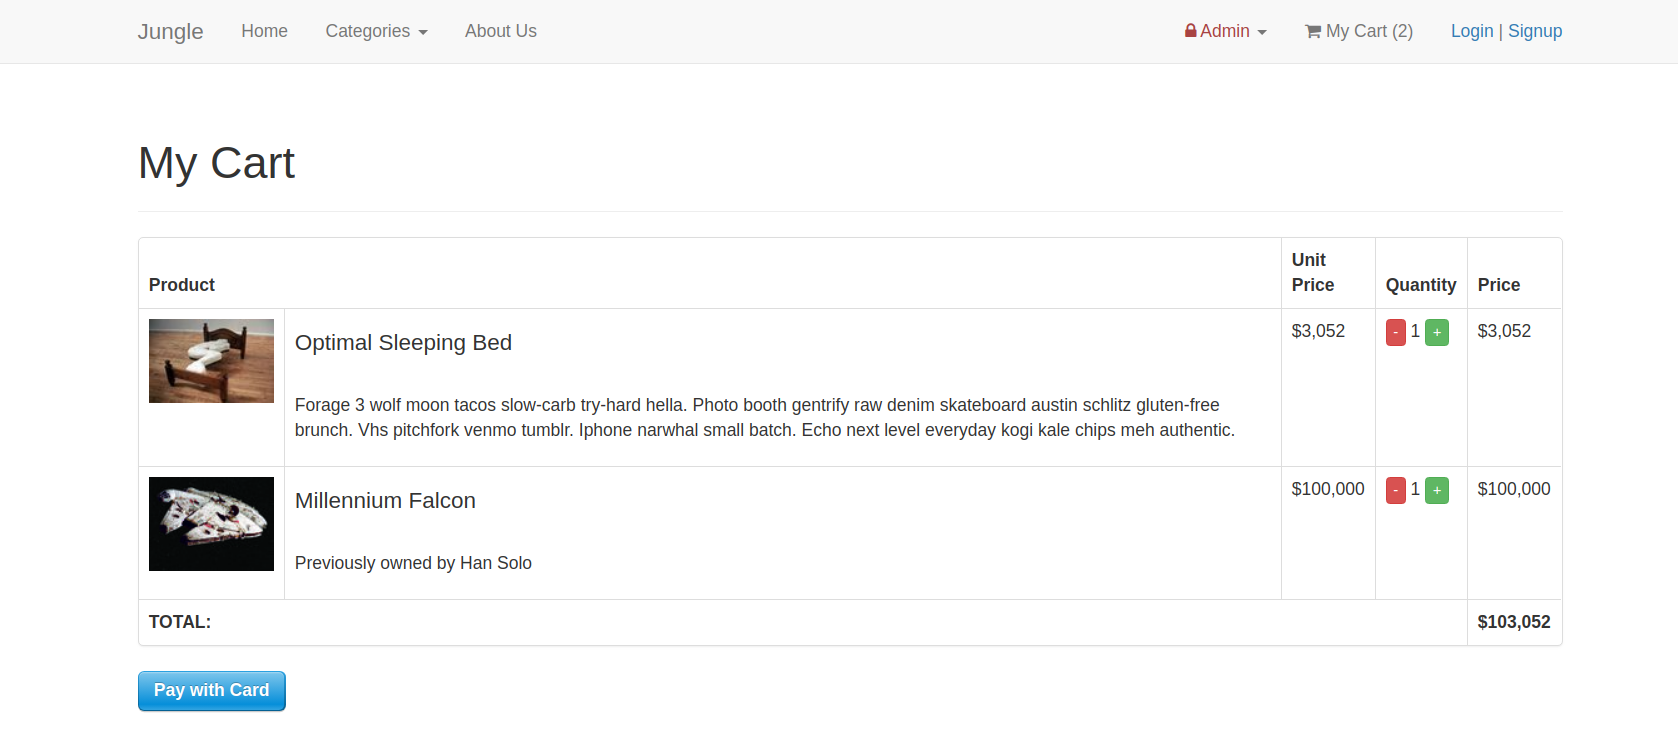 Jungle Home Categories About Us Admin My Cart (2) Login | Signup
My Cart
Product Unit Price Quantity Price
Optimal Sleeping Bed $3,052 - 1 + $3,052
Forage 3 wolf moon tacos slow-carb try-hard hella. Photo booth gentrify raw denim skateboard austin schlitz gluten-free
brunch. Vhs pitchfork venmo tumblr. Iphone narwhal small batch. Echo next level everyday kogi kale chips meh authentic.
Millennium Falcon $100,000 - 1 + $100,000
Previously owned by Han Solo
TOTAL: $103,052
Pay with Card